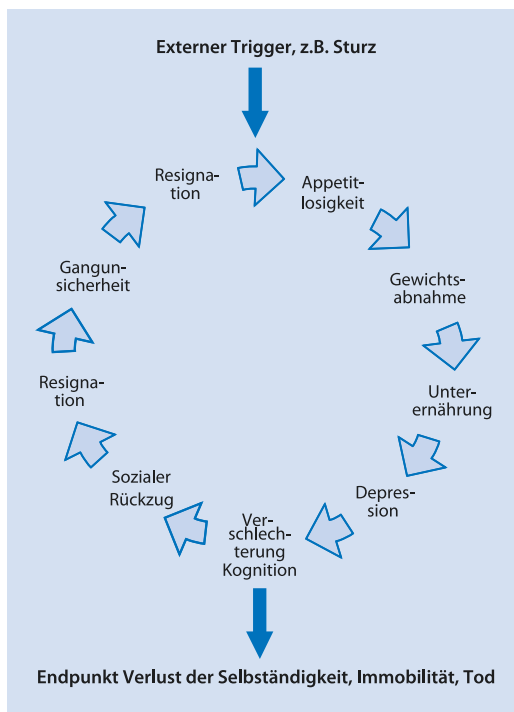 Externer Trigger, z.B. Sturz
Resigna-
tion
Appetit-
losigkeit
Gewichts-
abnahme
Unter-
ernährung
Depres-
sion
Ver-
schlech-
terung
Kognition
Sozialer
Rückzug
Resigna-
tion
Gangun-
sicherheit
Endpunkt Verlust der Selbständigkeit, Immobilität, Tod